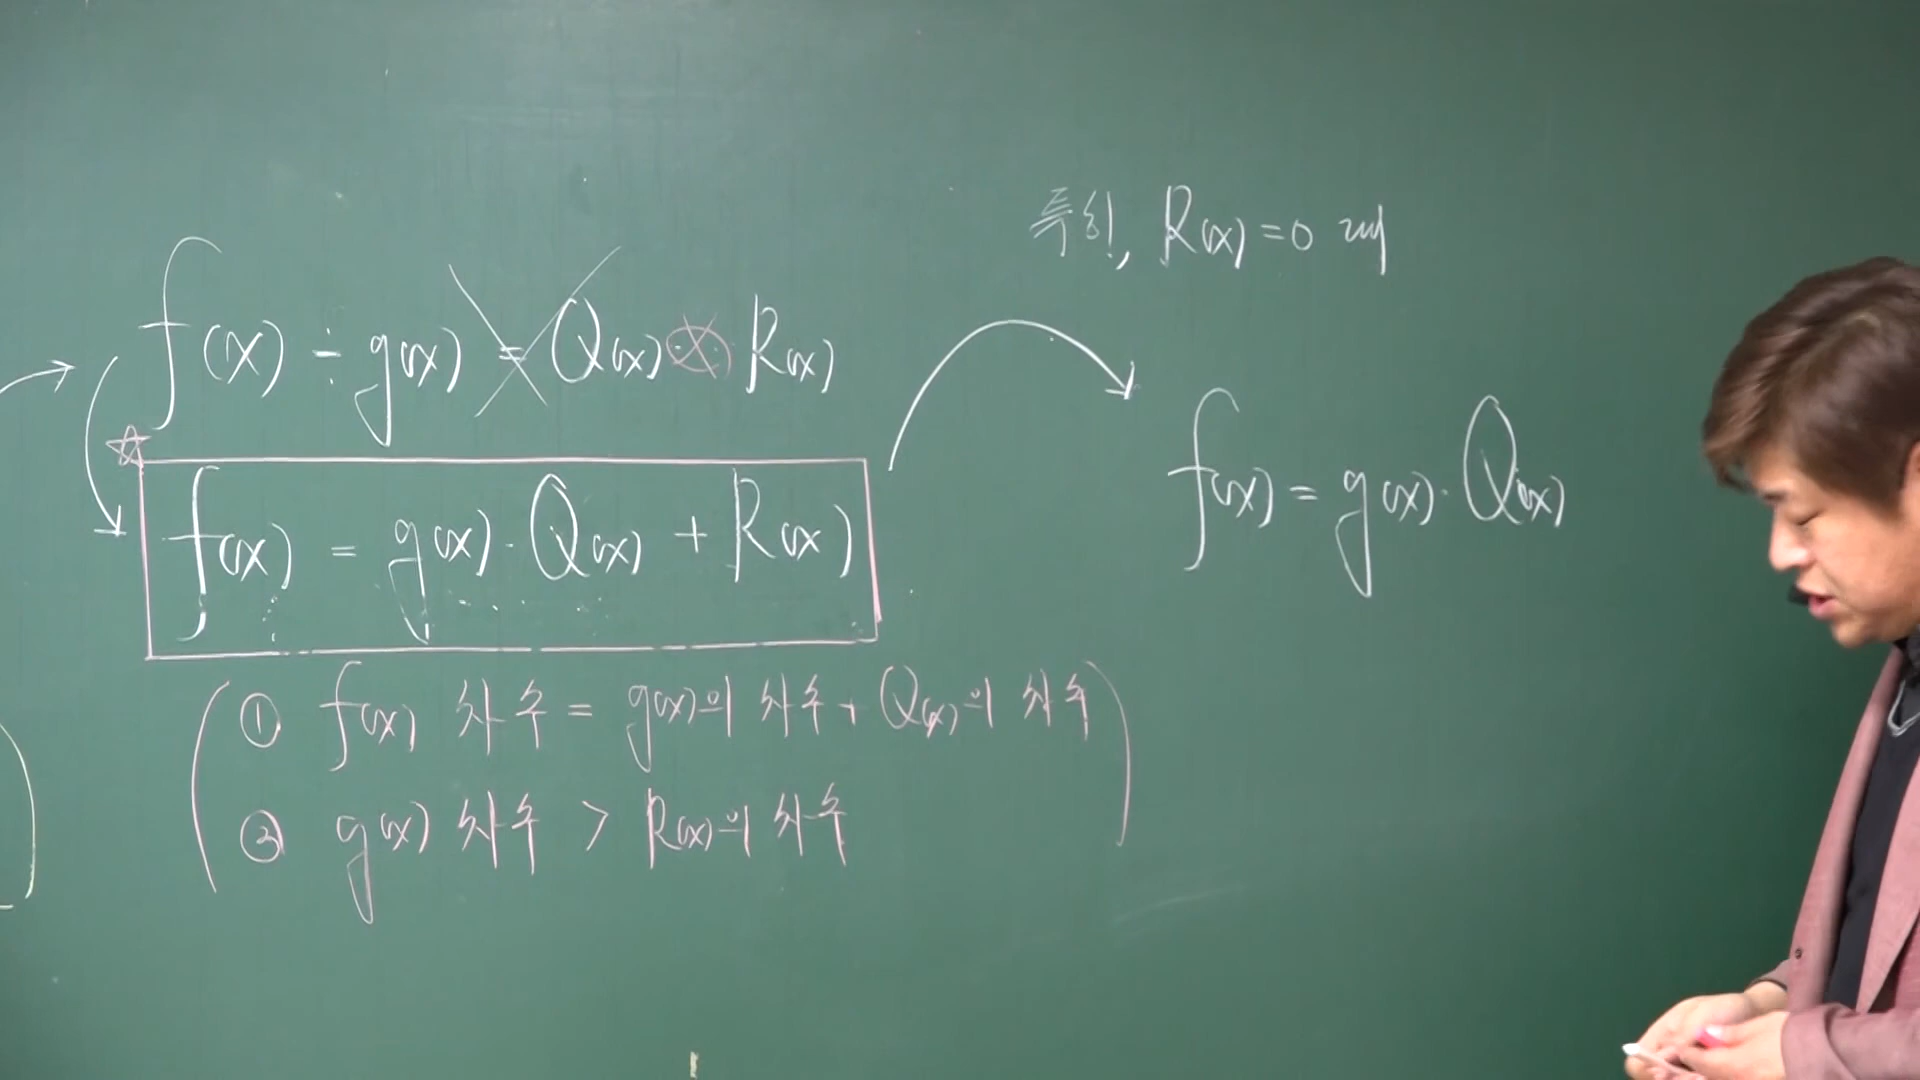 f(x) ÷ g(x) = Q(x) ··· R(x)
f(x) = g(x)·Q(x) + R(x)
① f(x) 차수 = g(x)의 차수 + Q(x)의 차수
② g(x) 차수 > R(x)의 차수
특히, R(x) = 0 라면
f(x) = g(x)·Q(x)